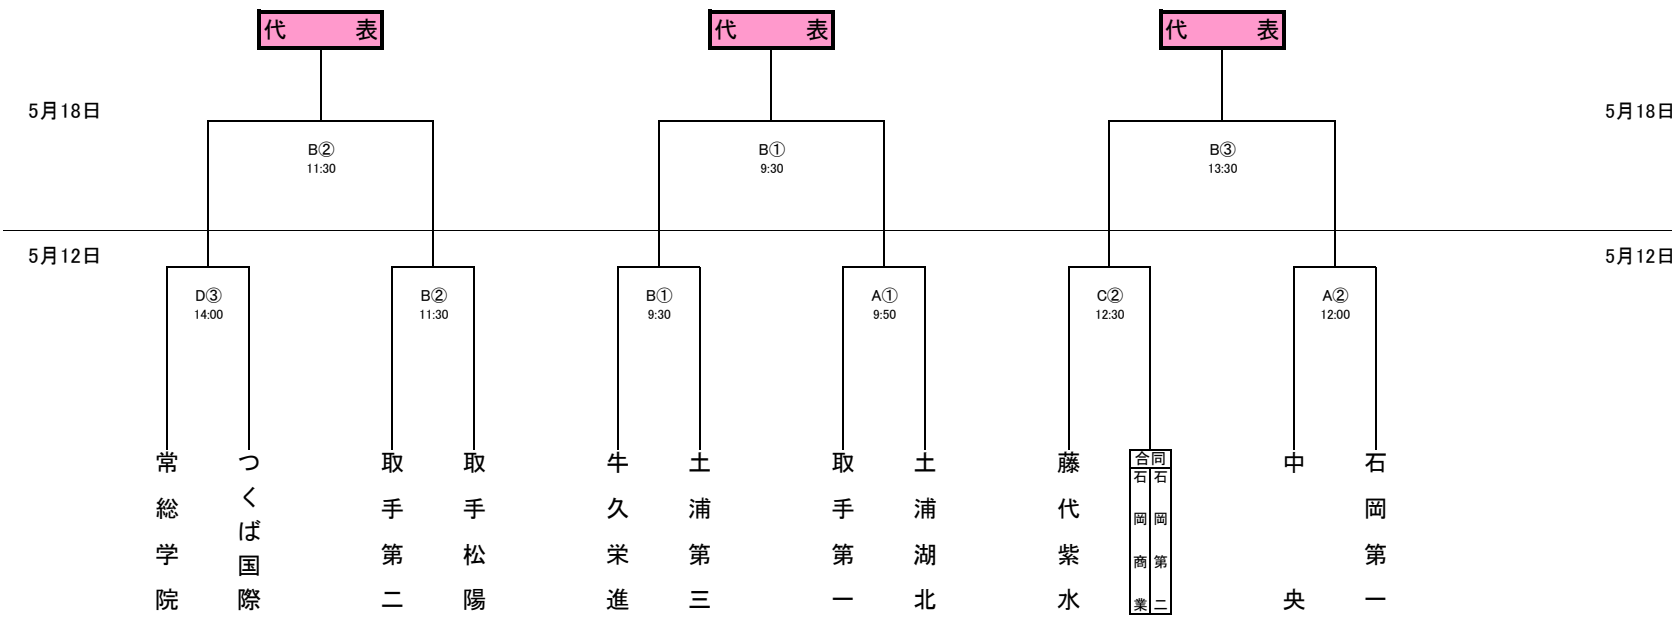 代表
代表
代表
5月18日
5月18日
B②
11:30
B①
9:30
B③
13:30
5月12日
5月12日
D③
14:00
B②
11:30
B①
9:30
A①
9:50
C②
12:30
A②
12:00
常総学院
つくば国際
取手第二
取手松陽
牛久栄進
土浦第三
取手第一
土浦湖北
藤代紫水
合同
石岡商業
石岡第二
中央
石岡第一